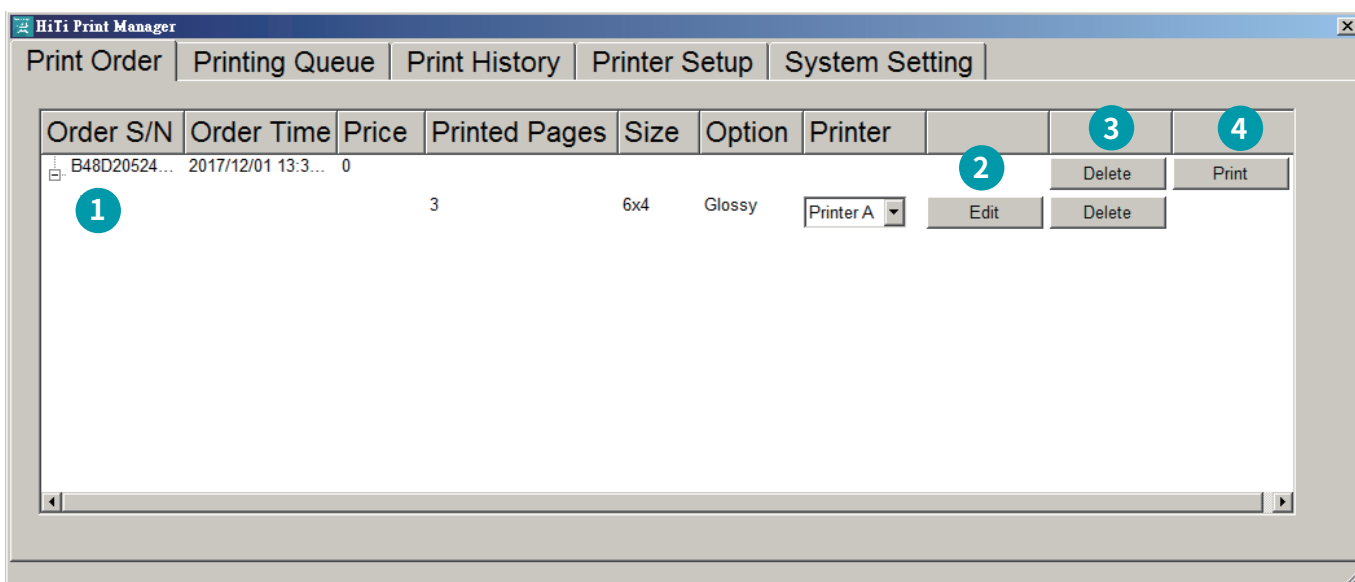 HiTi Print Manager
Print Order Printing Queue Print History Printer Setup System Setting
Order S/N Order Time Price Printed Pages Size Option Printer 3 4
B48D20524... 2017/12/01 13:3... 0 2 Delete Print
1 3 6x4 Glossy Printer A Edit Delete